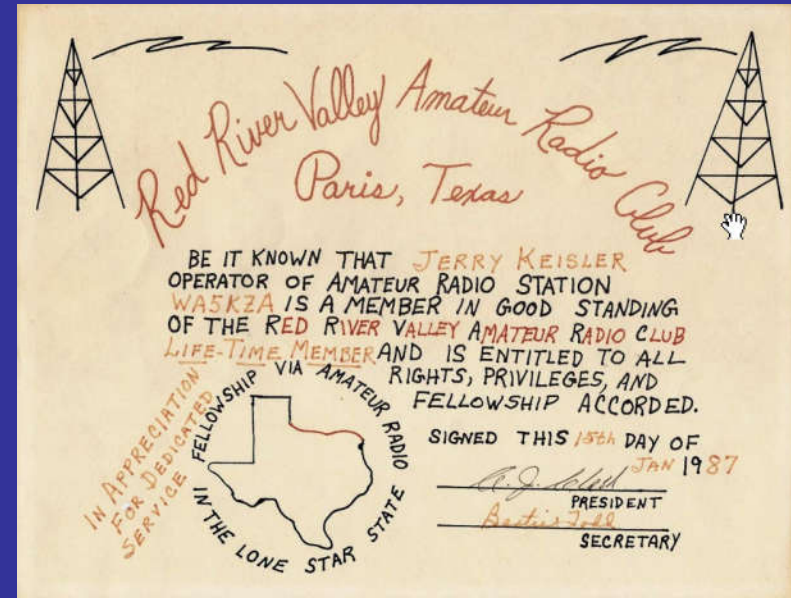 Red River Valley Amateur Radio Club
Paris, Texas
BE IT KNOWN THAT JERRY KEISLER
OPERATOR OF AMATEUR RADIO STATION
WA5KZA IS A MEMBER IN GOOD STANDING
OF THE RED RIVER VALLEY AMATEUR RADIO CLUB
LIFE-TIME MEMBER AND IS ENTITLED TO ALL
RIGHTS, PRIVILEGES, AND
FELLOWSHIP ACCORDED.
IN APPRECIATION
FOR DEDICATED
SERVICE
FELLOWSHIP VIA AMATEUR RADIO
IN THE LONE STAR STATE
SIGNED THIS 15th DAY OF
JAN 1987
A. J.
PRESIDENT
Todd
SECRETARY